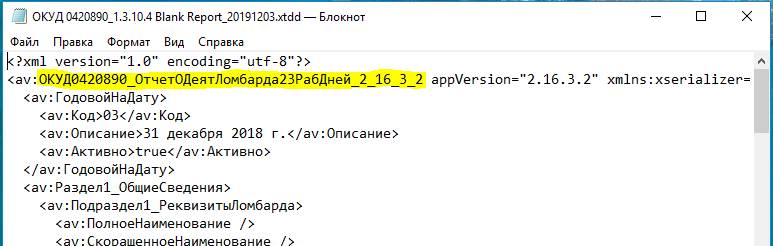 ОКУД 0420890_1.3.10.4 Blank Report_20191203.xtdd — Блокнот
Файл Правка Формат Вид Справка
<?xml version="1.0" encoding="utf-8"?>
<av:ОКУД0420890_ОтчетОДеятЛомбарда23РабДней_2_16_3_2 appVersion="2.16.3.2" xmlns:xserializer=
<av:ГодовойНаДату>
<av:Код>03</av:Код>
<av:Описание>31 декабря 2018 г.</av:Описание>
<av:Активно>true</av:Активно>
</av:ГодовойНаДату>
<av:Раздел1_ОбщиеСведения>
<av:Подраздел1_РеквизитыЛомбарда>
<av:ПолноеНаименование />
<av:СкоращенноеНаименование />